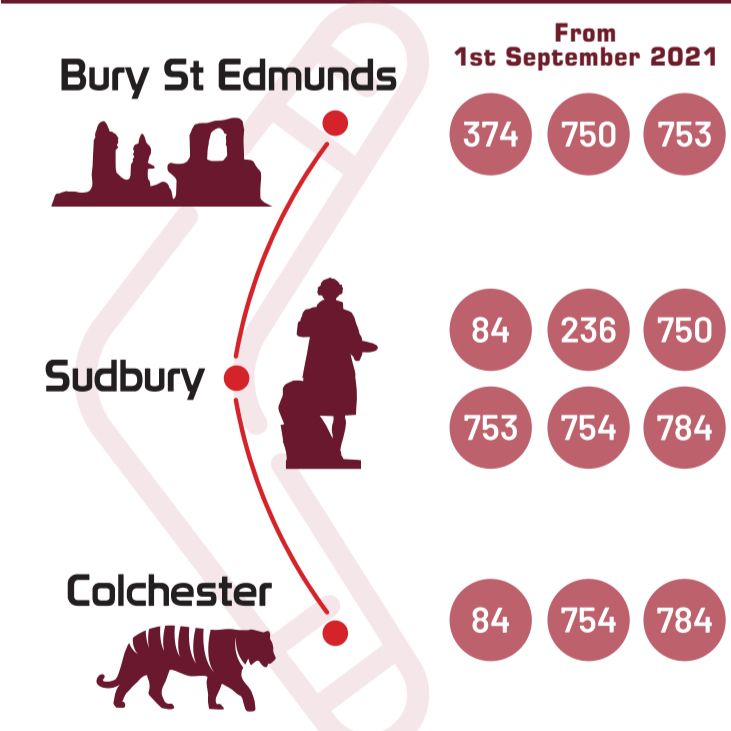 From
1st September 2021
Bury St Edmunds
374 750 753
84 236 750
Sudbury
753 754 784
Colchester
84 754 784